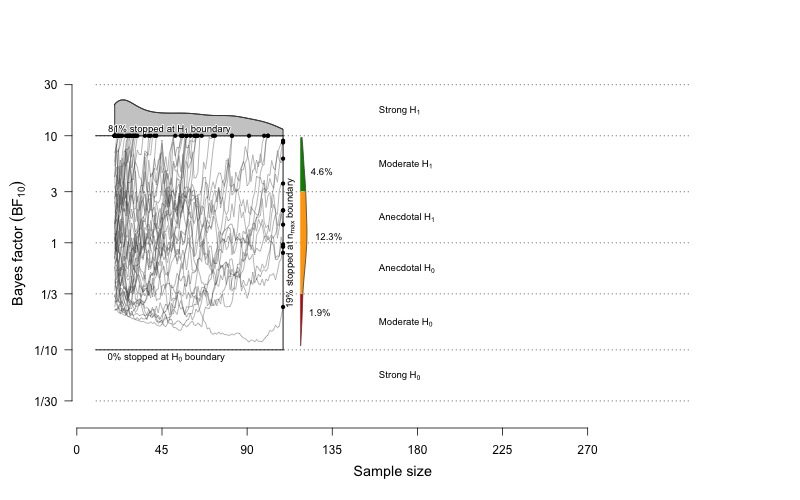 30
Strong H1
81% stopped at H1 boundary
10
Moderate H1
4.6%
3
Anecdotal H1
19% stopped at nmax boundary
12.3%
1
Anecdotal H0
1/3
1.9%
Moderate H0
1/10
0% stopped at H0 boundary
Strong H0
1/30
Bayes factor (BF10)
0 45 90 135 180 225 270
Sample size